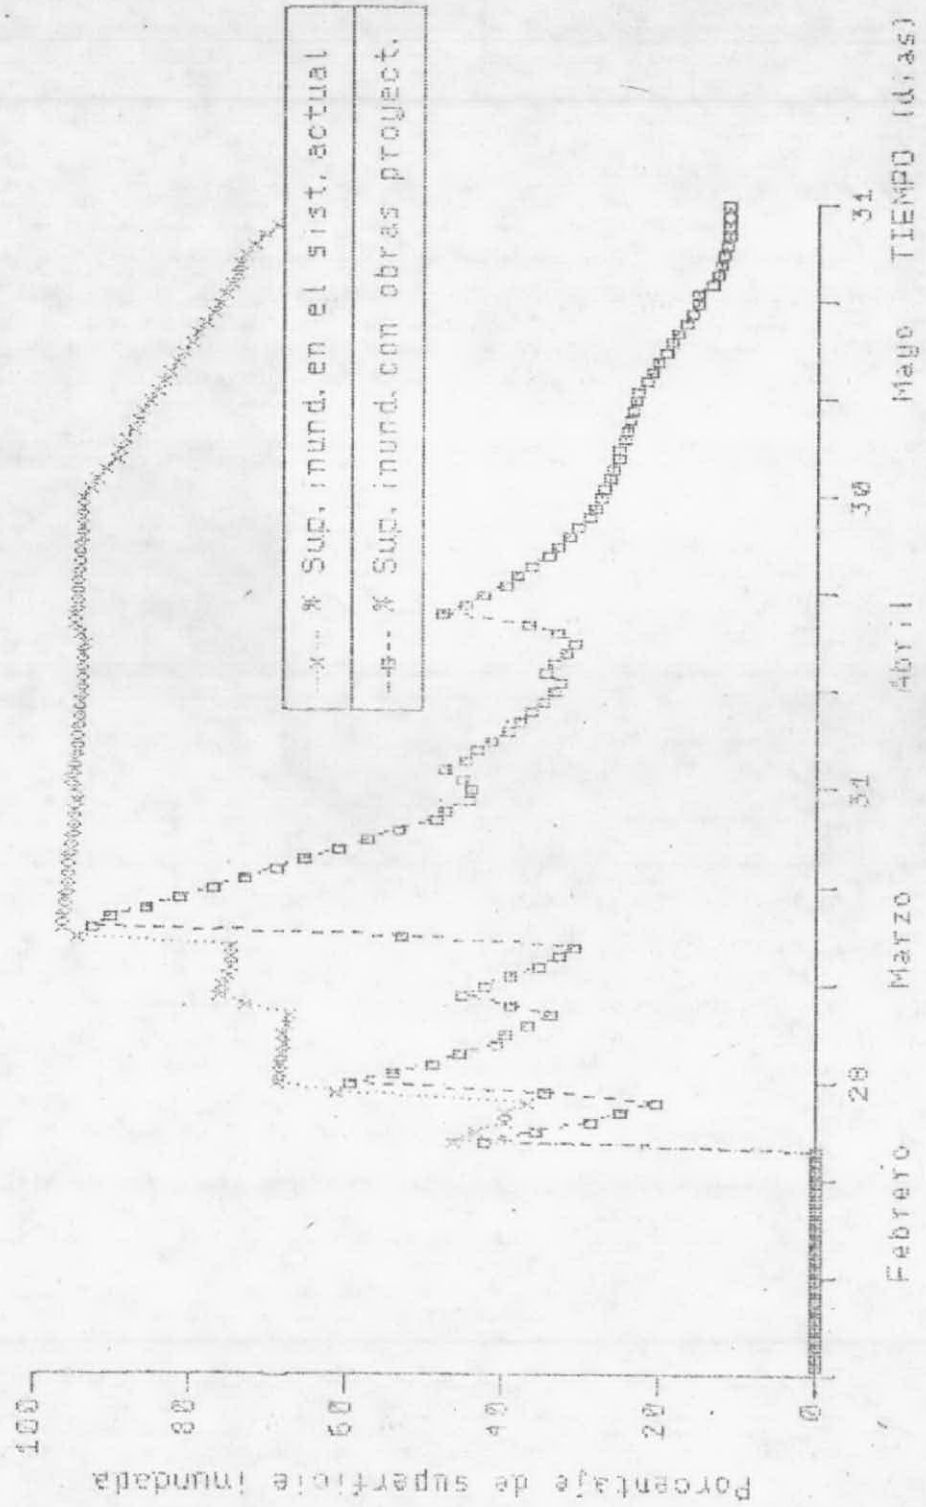 Porcentaje de superficie inundada
100
80
60
40
20
0
% Sup. inund. en el sist. actual
% Sup. inund. con obras proyect.
28
31
30
31
Febrero
Marzo
Abril
Mayo
TIEMPO (dias)